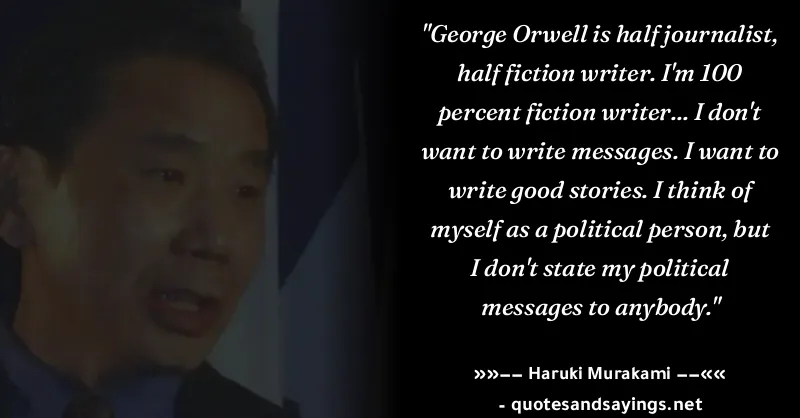 "George Orwell is half journalist,
half fiction writer. I'm 100
percent fiction writer... I don't
want to write messages. I want to
write good stories. I think of
myself as a political person, but
I don't state my political
messages to anybody."
»»—— Haruki Murakami ——««
- quotesandsayings.net